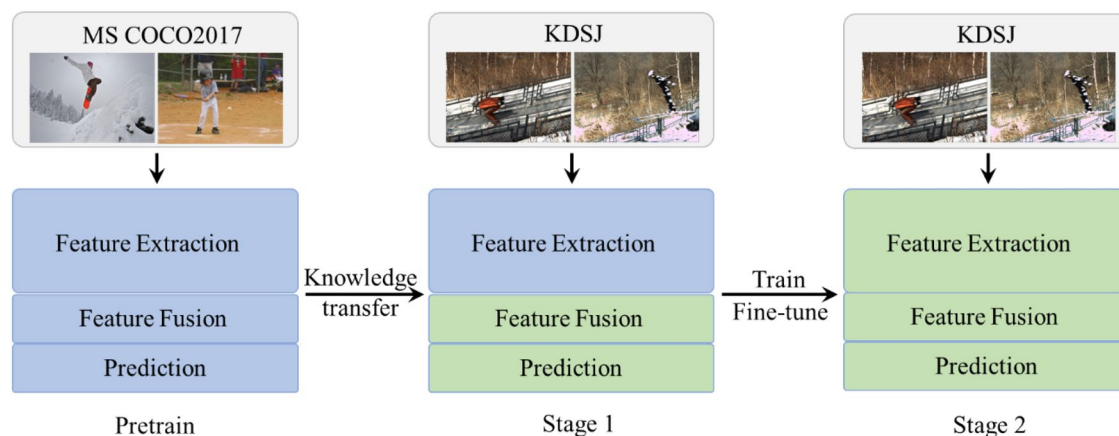 MS COCO2017
KDSJ
KDSJ
Feature Extraction
Feature Fusion
Prediction
Knowledge
transfer
Feature Extraction
Feature Fusion
Prediction
Train
Fine-tune
Feature Extraction
Feature Fusion
Prediction
Pretrain
Stage 1
Stage 2